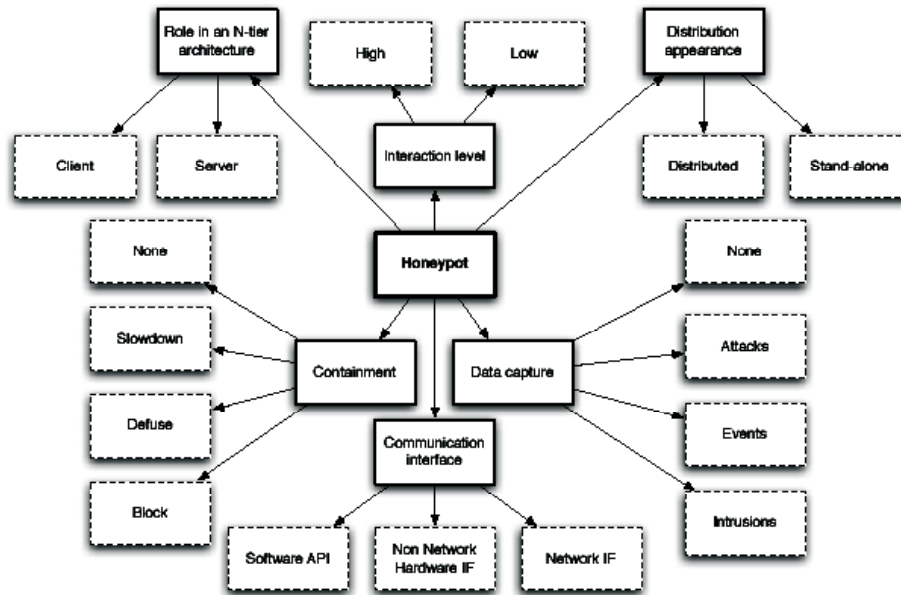 Role in an N-tier
architecture
High
Low
Distribution
appearance
Client
Server
Interaction level
Distributed
Stand-alone
None
Honeypot
None
Slowdown
Containment
Data capture
Attacks
Defuse
Communication
interface
Events
Block
Software API
Non Network
Hardware IF
Network IF
Intrusions